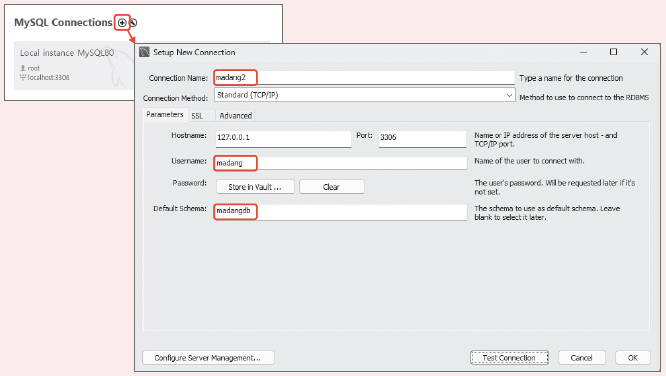 MySQL Connections
Local instance MySQL80
root
localhost:3306
Setup New Connection
Connection Name: madang2 Type a name for the connection
Connection Method: Standard (TCP/IP) Method to use to connect to the RDBMS
Parameters SSL Advanced
Hostname: 127.0.0.1 Port: 3306 Name or IP address of the server host - and
TCP/IP port.
Username: madang Name of the user to connect with.
Password: Store in Vault ... Clear The user's password. Will be requested later if it's
not set.
Default Schema: madangdb The schema to use as default schema. Leave
blank to select it later.
Configure Server Management... Test Connection Cancel OK